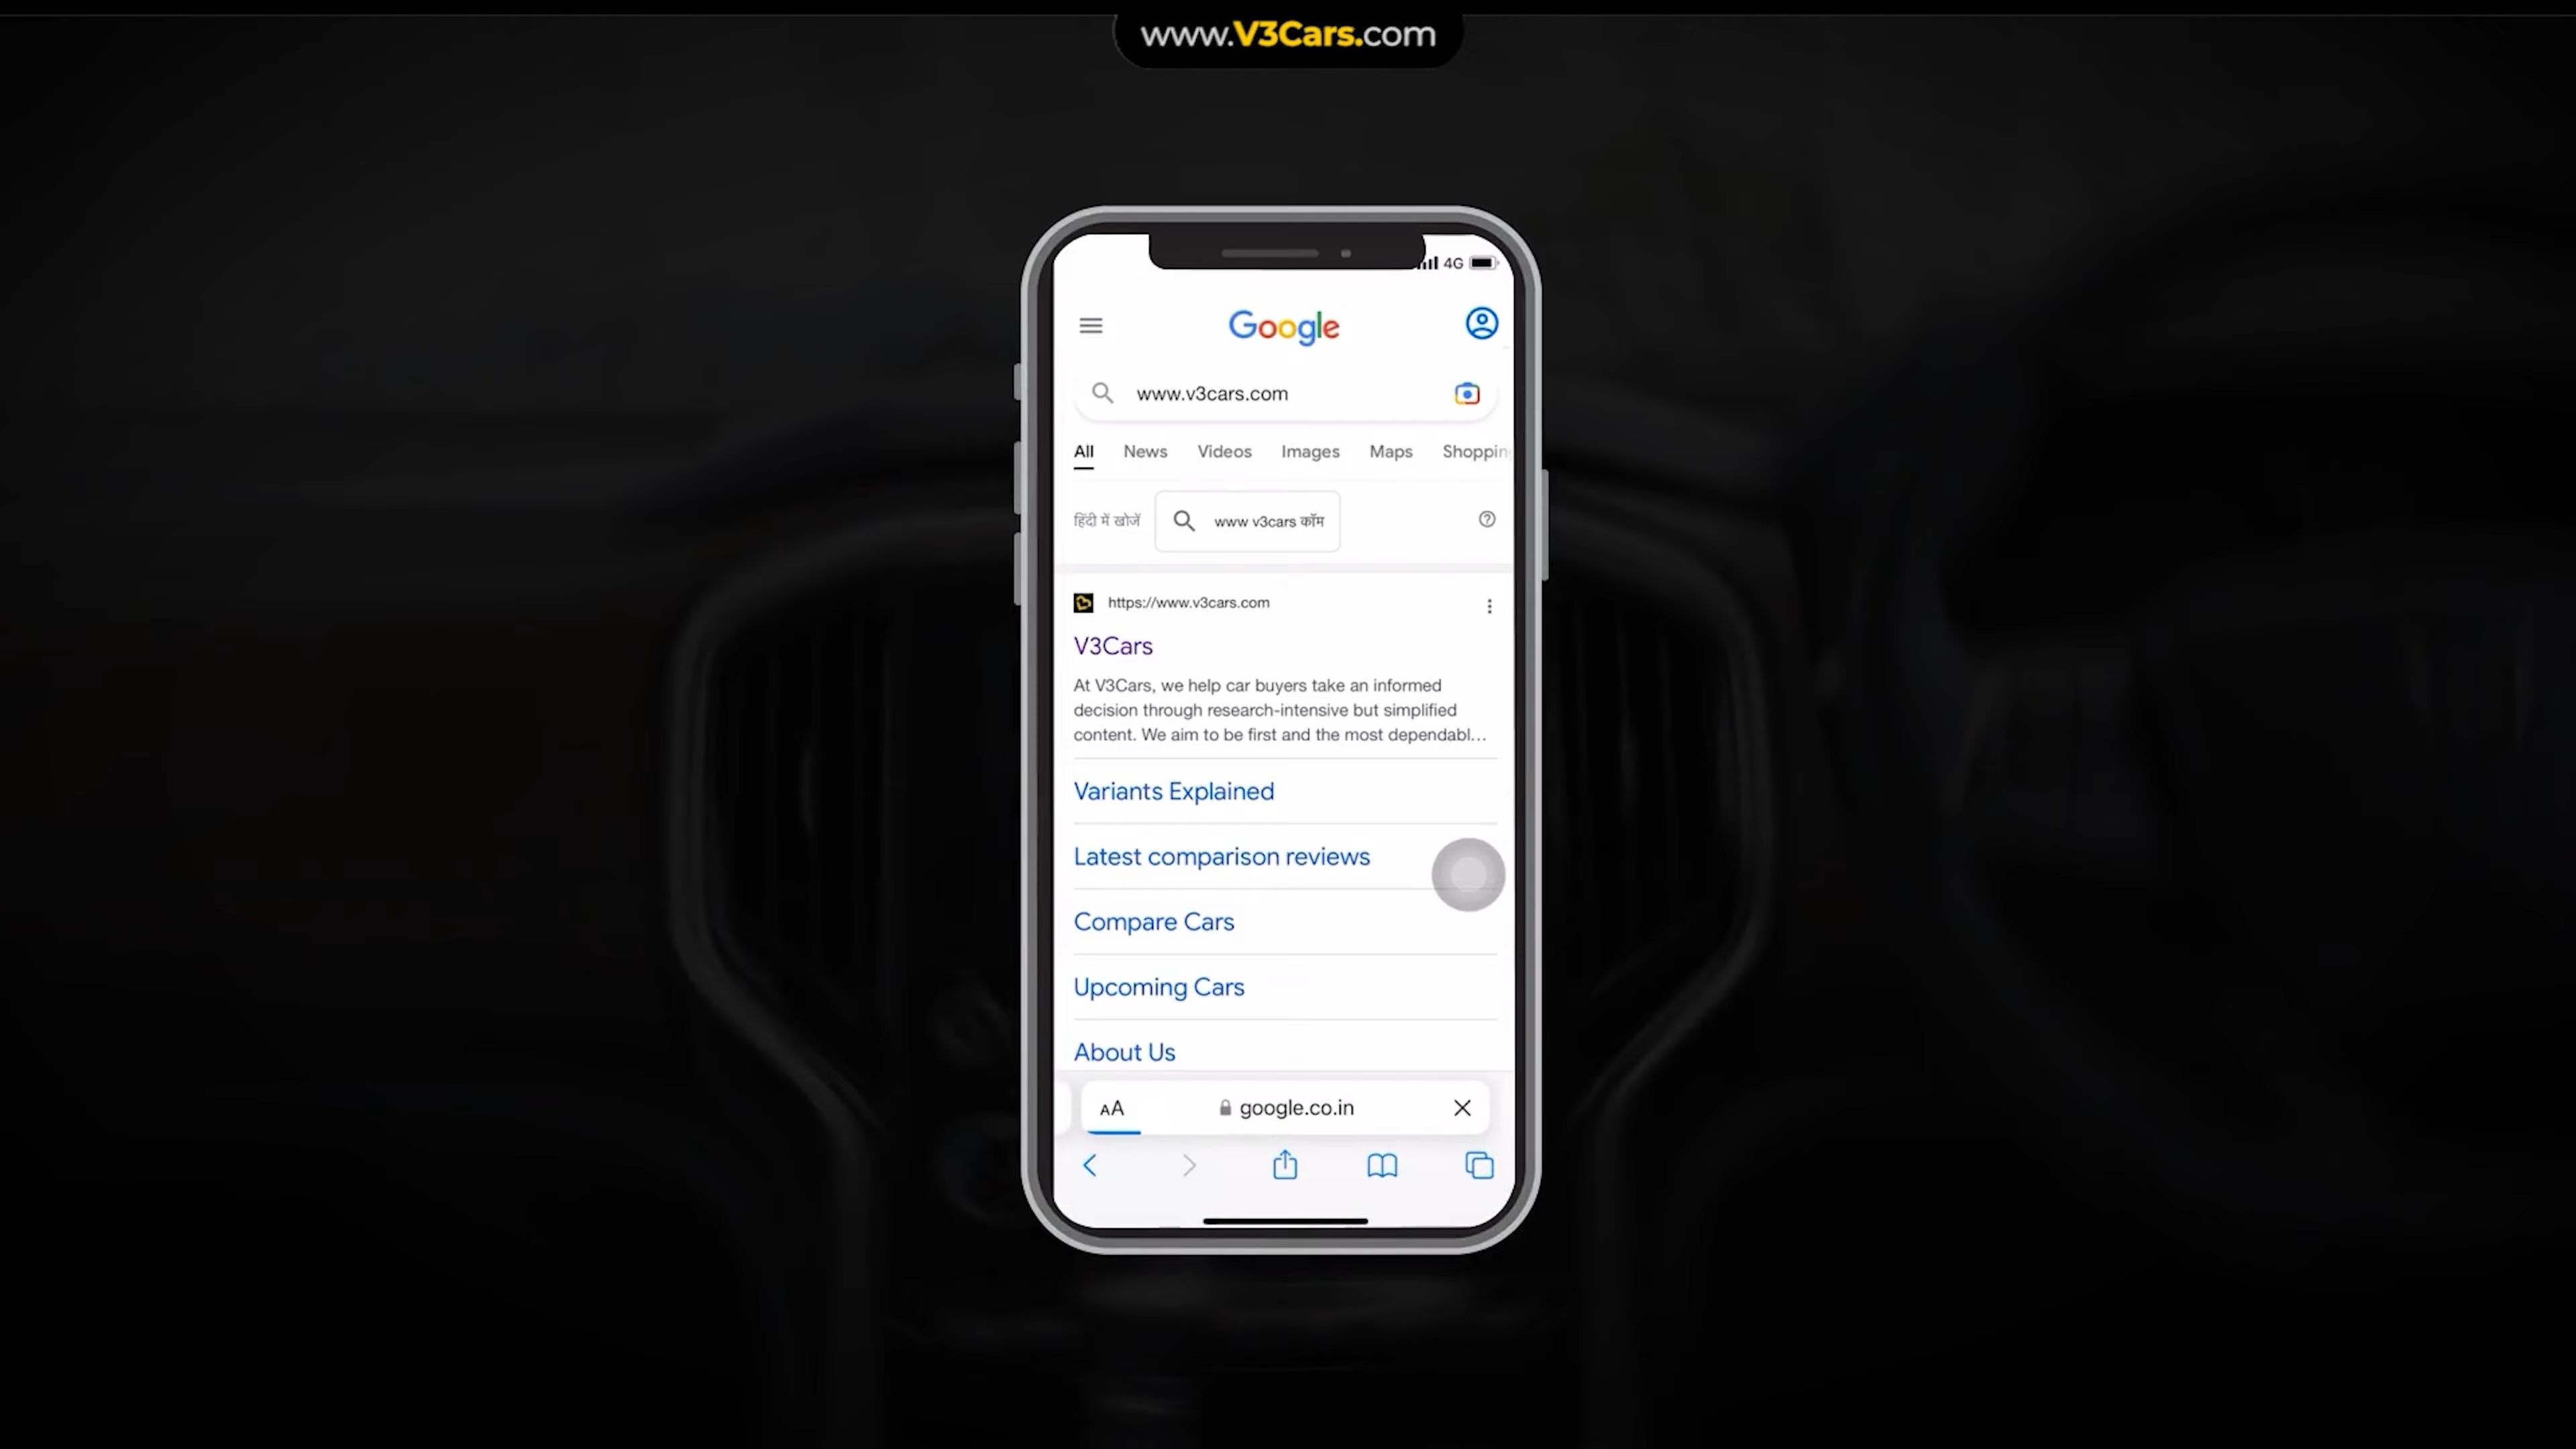 www.V3Cars.com
4G
Google
www.v3cars.com
All News Videos Images Maps Shoppin
हिंदी में खोजें www v3cars कॉम
https://www.v3cars.com
V3Cars
At V3Cars, we help car buyers take an informed
decision through research-intensive but simplified
content. We aim to be first and the most dependabl...
Variants Explained
Latest comparison reviews
Compare Cars
Upcoming Cars
About Us
AA google.co.in